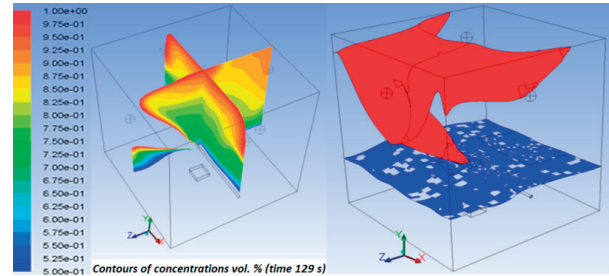 1.00e+00
9.75e-01
9.50e-01
9.25e-01
9.00e-01
8.75e-01
8.50e-01
8.25e-01
8.00e-01
7.75e-01
7.50e-01
7.25e-01
7.00e-01
6.75e-01
6.50e-01
6.25e-01
6.00e-01
5.75e-01
5.50e-01
5.25e-01
5.00e-01
Y
Z
X
Contours of concentrations vol. % (time 129 s)
Y
Z
X